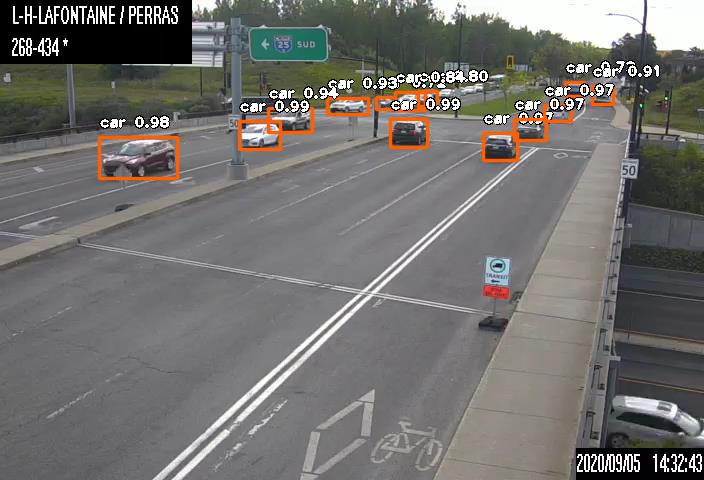 L-H-LAFONTAINE / PERRAS
268-434 *
25 SUD
car 0.93
car 0.91
car 0.94
car 0.97
car 0.99
car 0.99
car 0.97
car 0.98
50
TRANSIT
2020/09/05 14:32:43